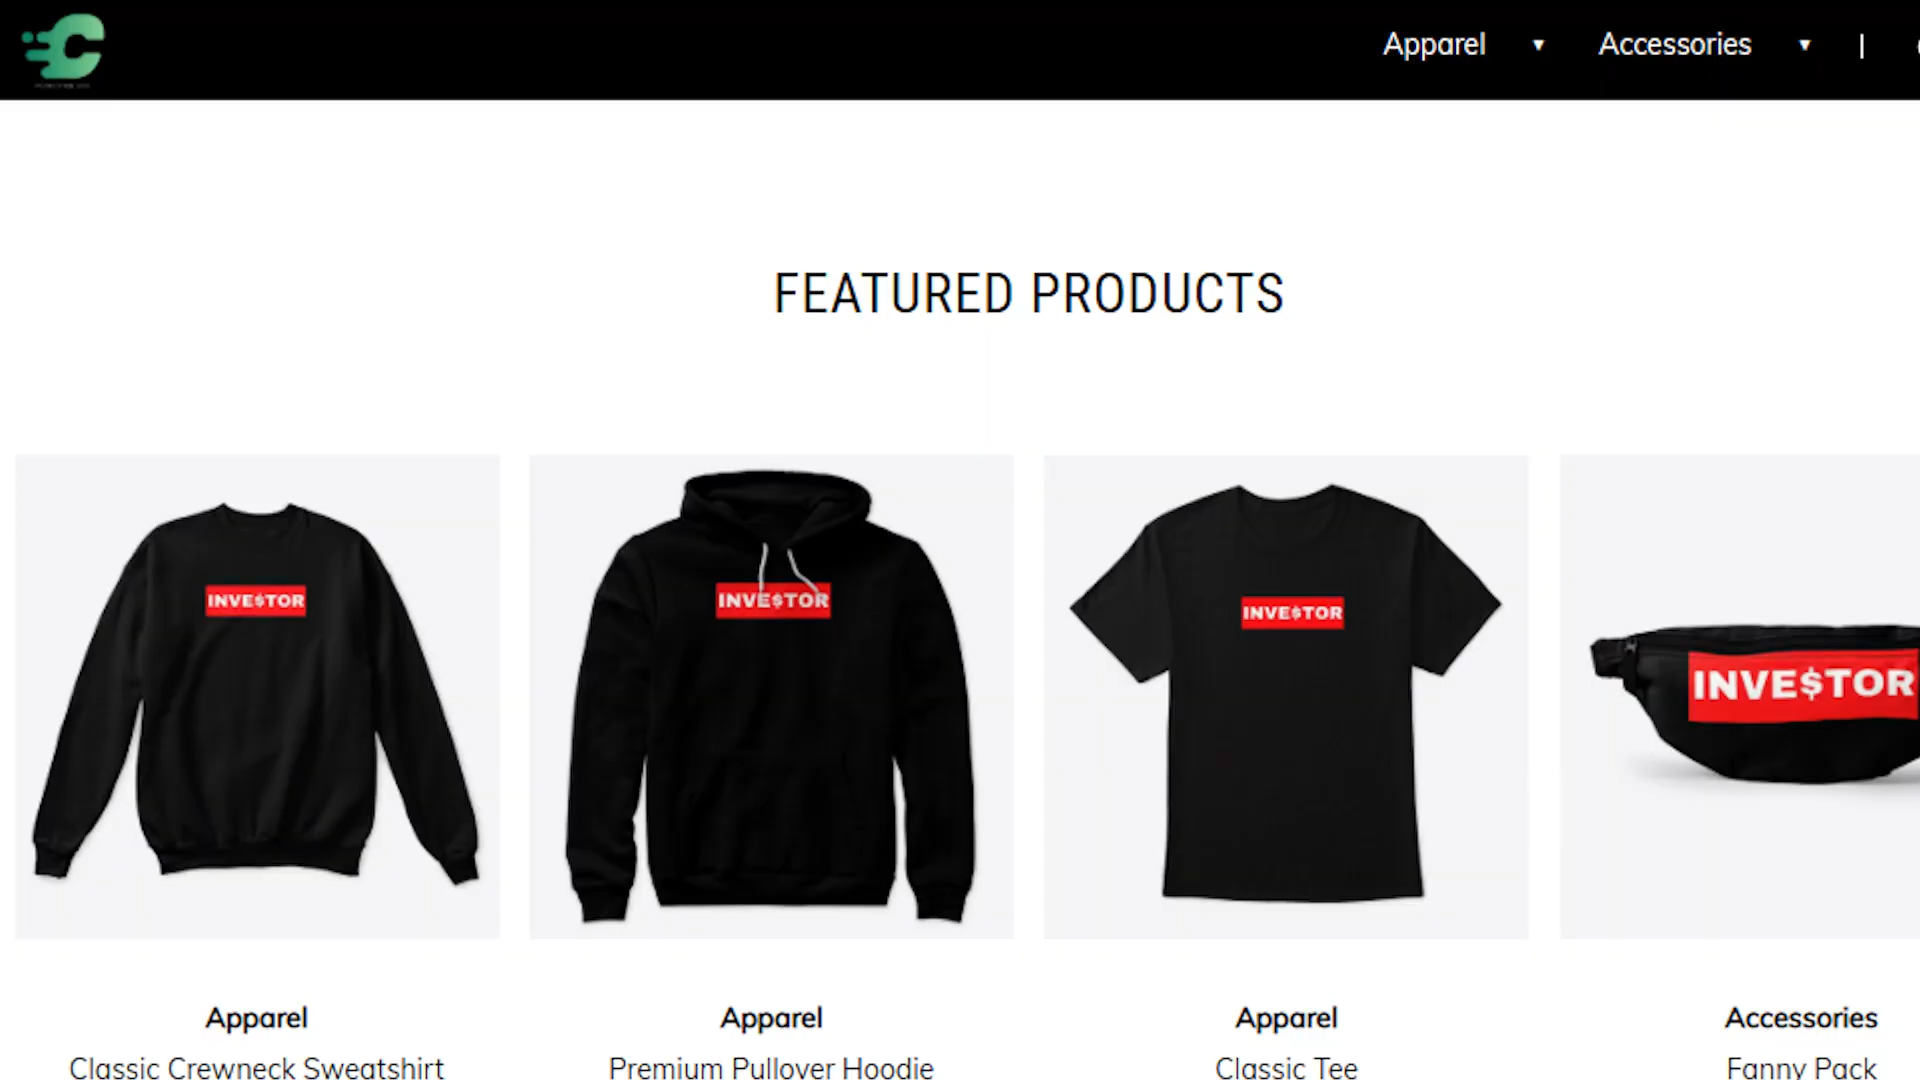 Apparel ▼ Accessories ▼ |
FEATURED PRODUCTS
INVE$TOR
INVE$TOR
INVE$TOR
INVE$TOR
Apparel
Classic Crewneck Sweatshirt
Apparel
Premium Pullover Hoodie
Apparel
Classic Tee
Accessories
Fanny Pack